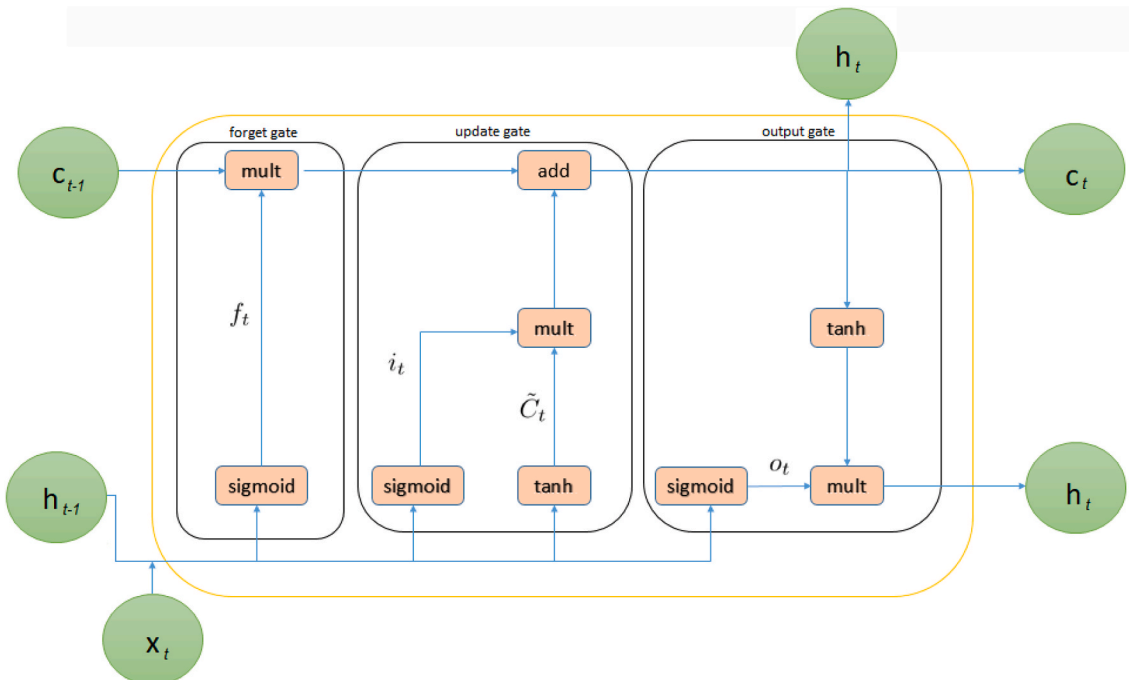 h t
forget gate
update gate
output gate
c t-1
mult
add
c t
f t
mult
tanh
i t
C̃ t
h t-1
sigmoid
sigmoid
tanh
sigmoid
o t
mult
h t
x t